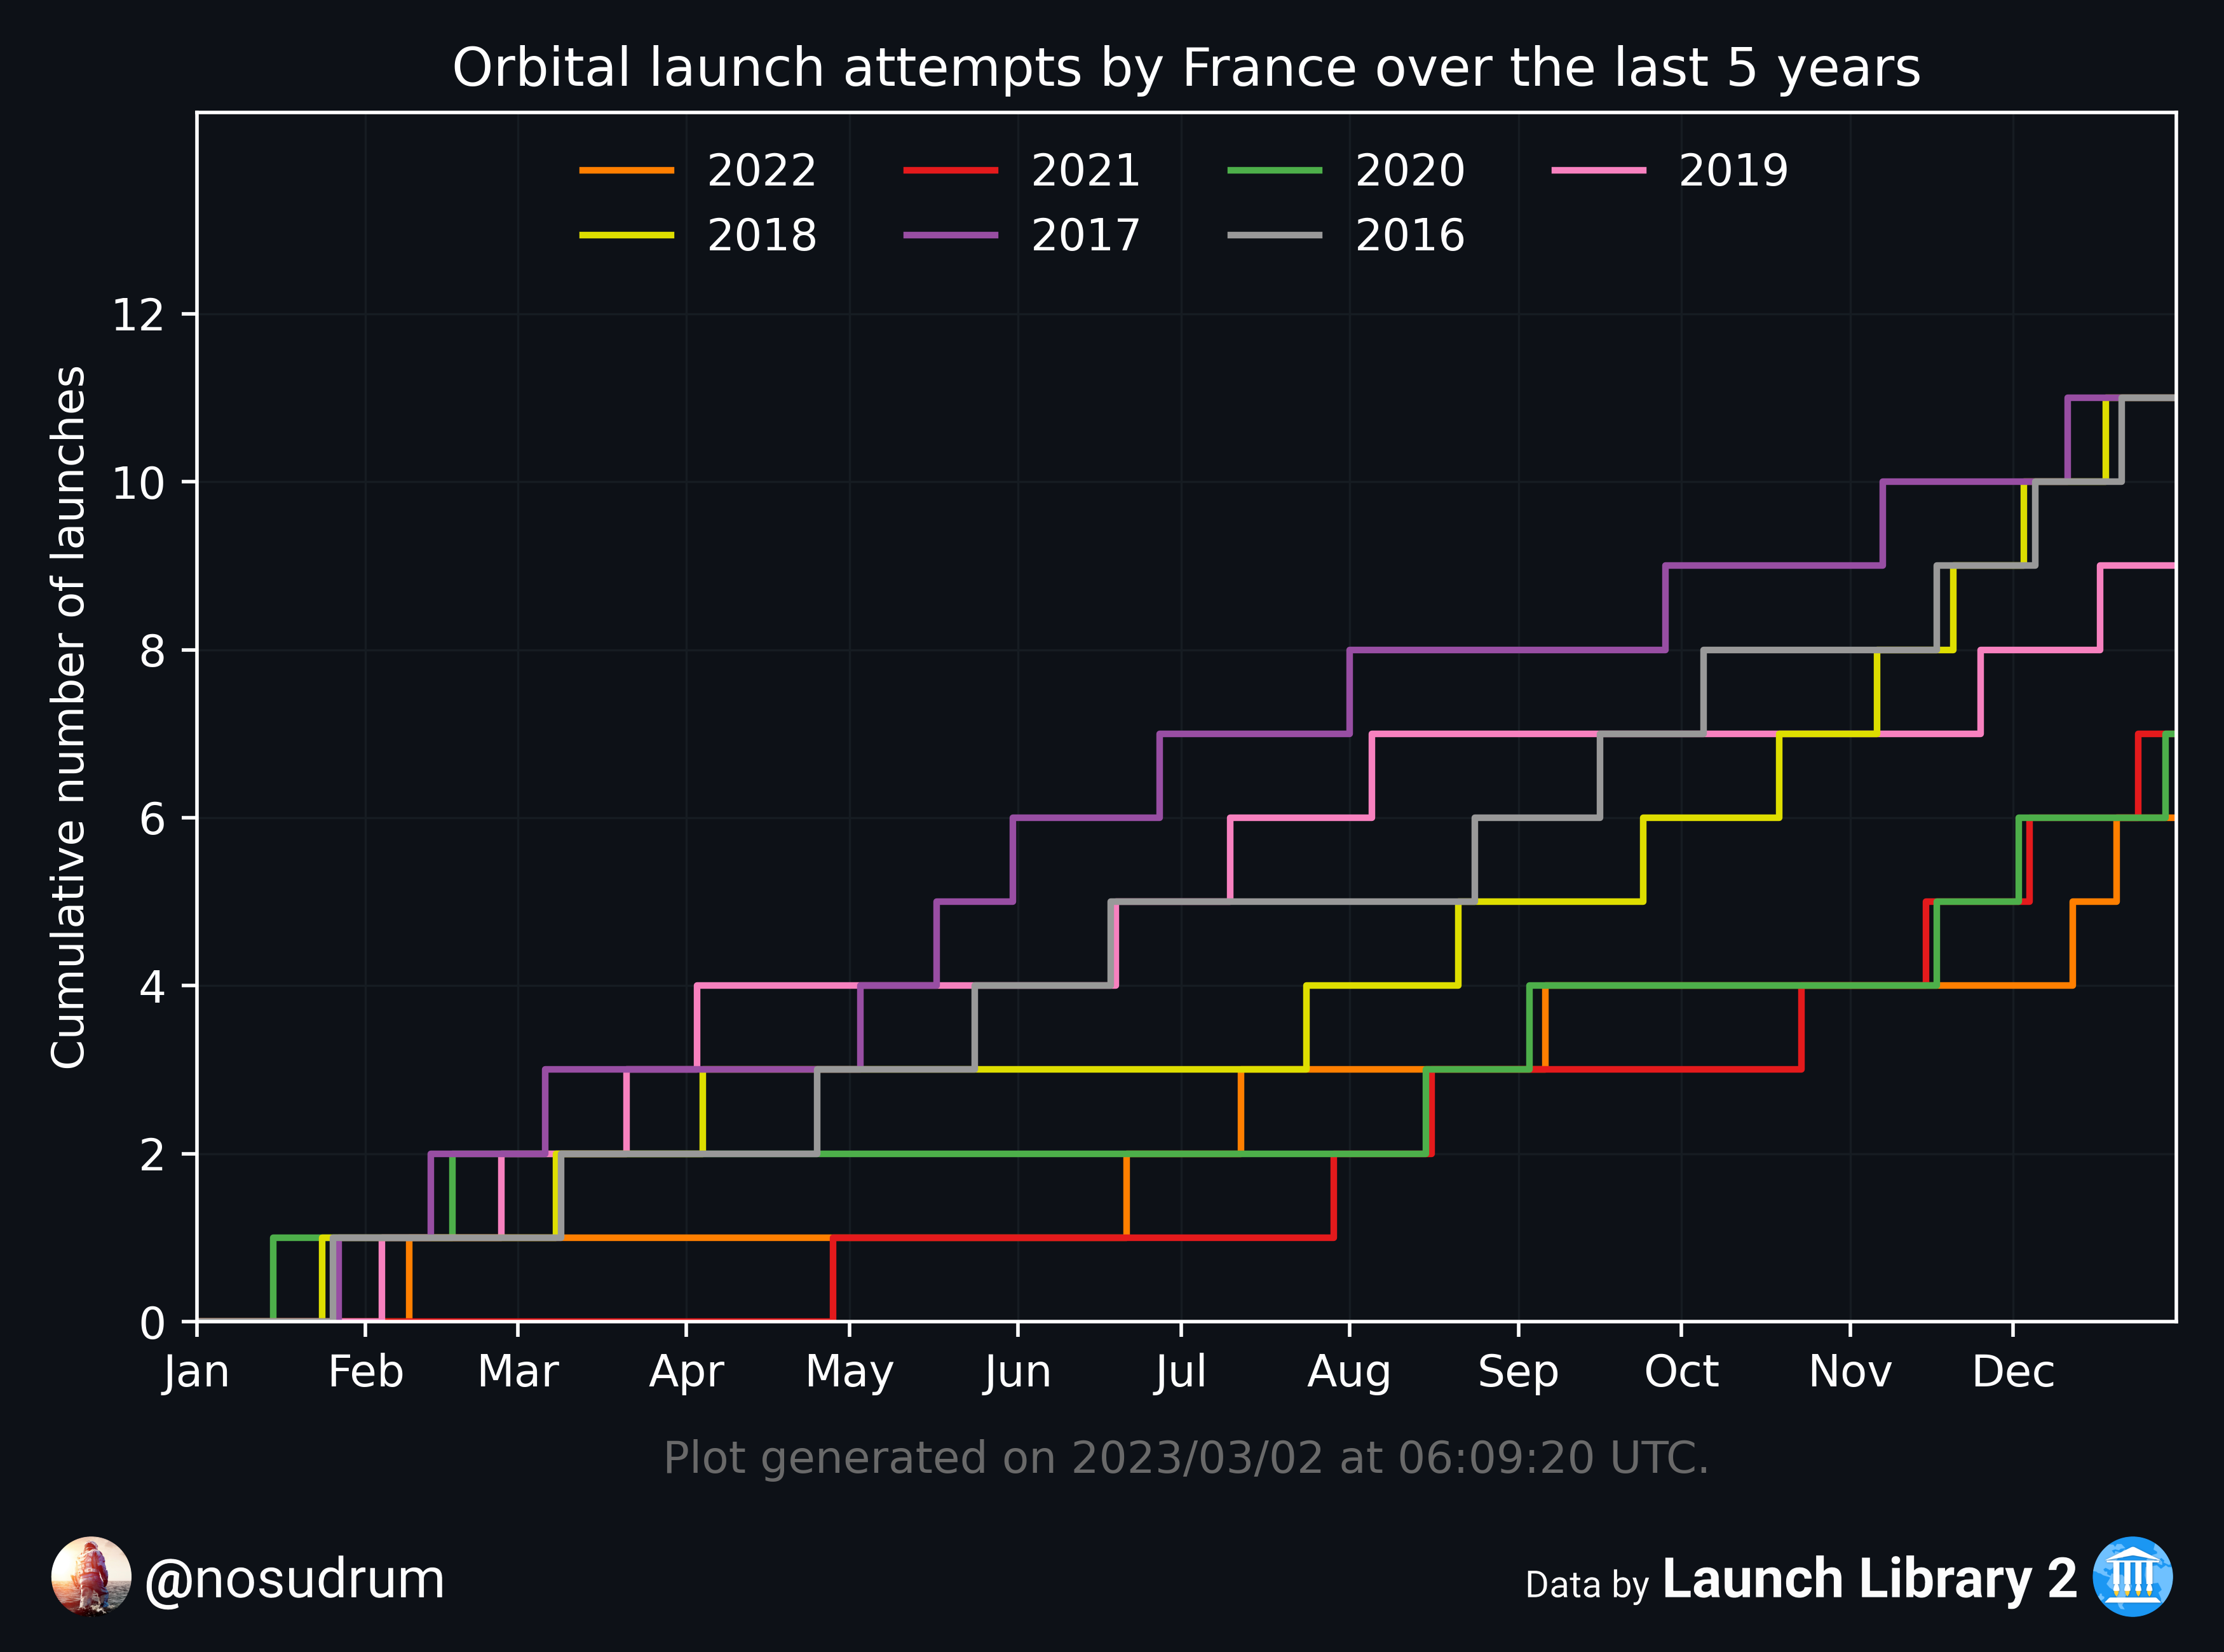 Orbital launch attempts by France over the last 5 years
2022 2021 2020 2019
2018 2017 2016
Cumulative number of launches
12
10
8
6
4
2
0
Jan Feb Mar Apr May Jun Jul Aug Sep Oct Nov Dec
Plot generated on 2023/03/02 at 06:09:20 UTC.
@nosudrum
Data by Launch Library 2